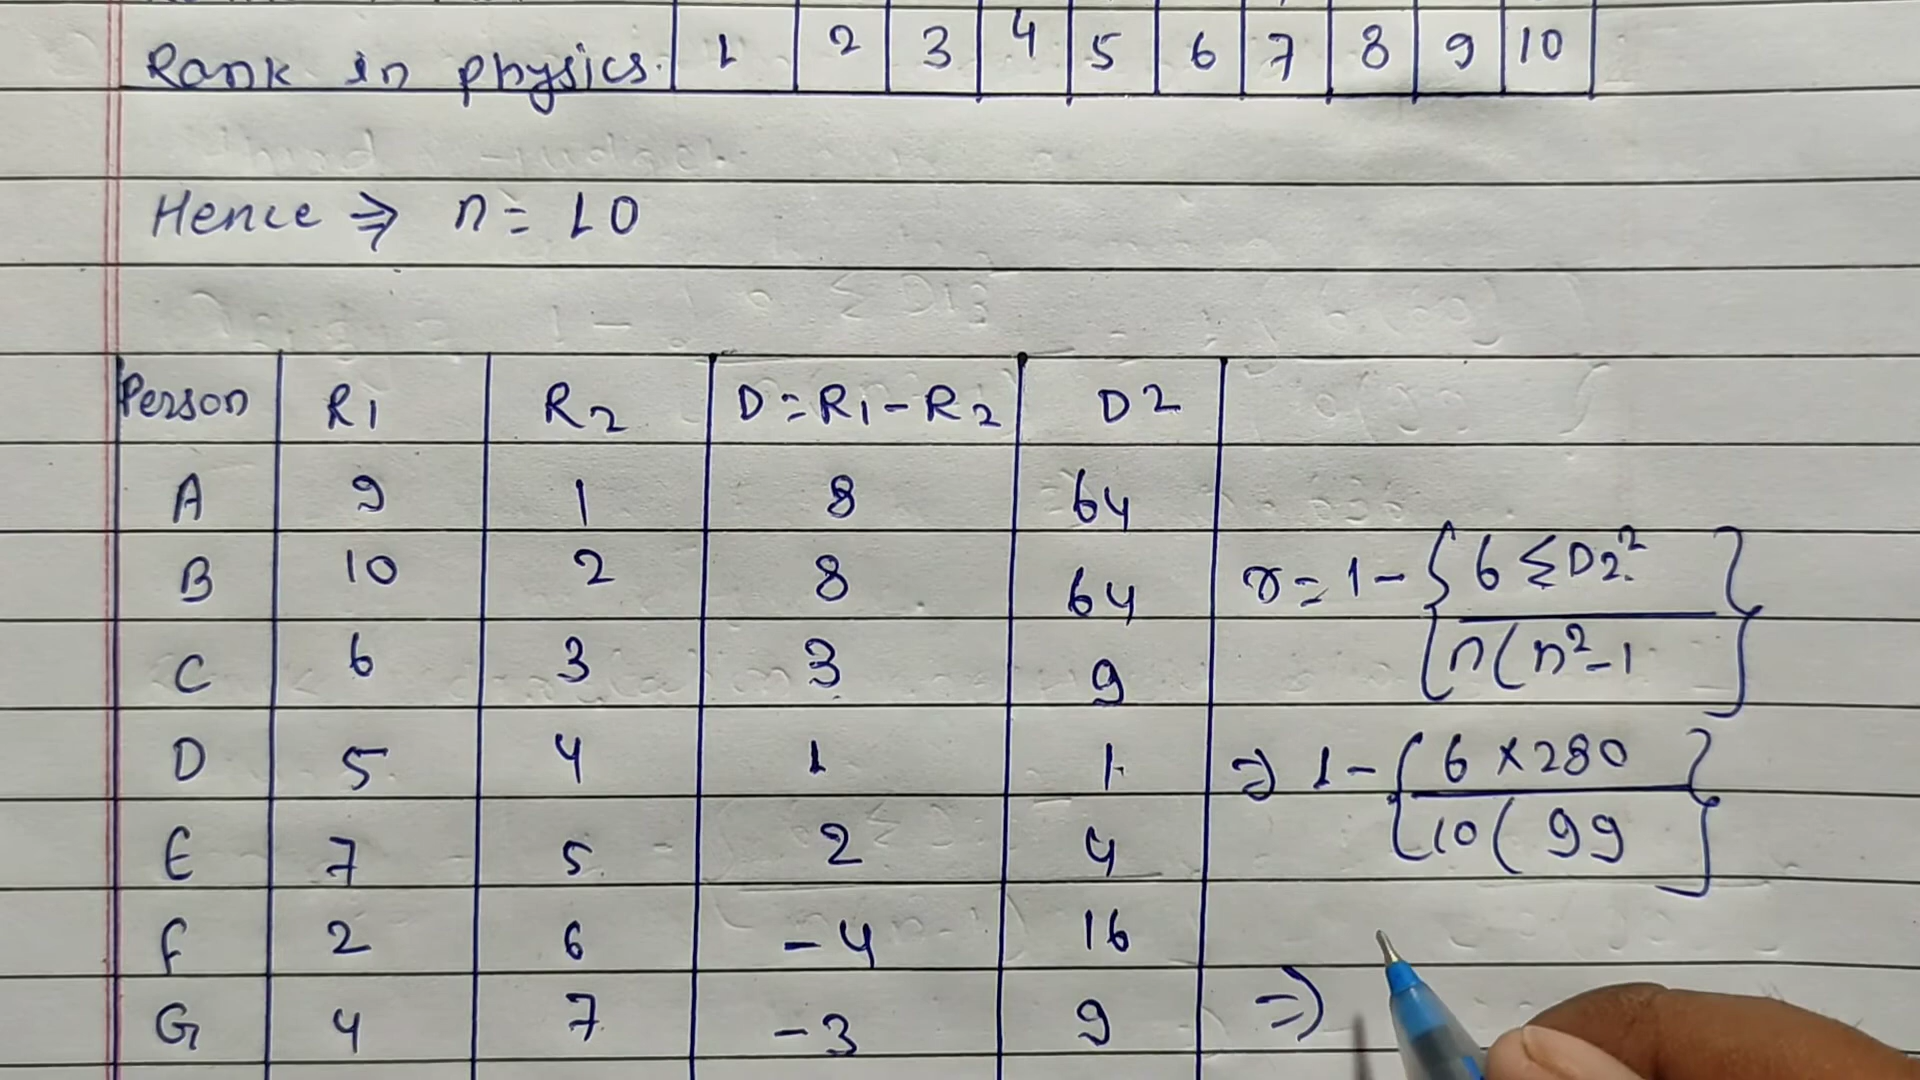 Rank in physics. 1 2 3 4 5 6 7 8 9 10
Hence ⇒ n = 10
Person R1 R2 D = R1 - R2 D2
A 9 1 8 64
B 10 2 8 64
r = 1 - { 6 ΣD2² / n(n²-1 }
C 6 3 3 9
D 5 4 1 1
⇒ 1 - { 6 × 280 / 10( 99 }
E 7 5 2 4
F 2 6 -4 16
G 4 7 -3 9
⇒